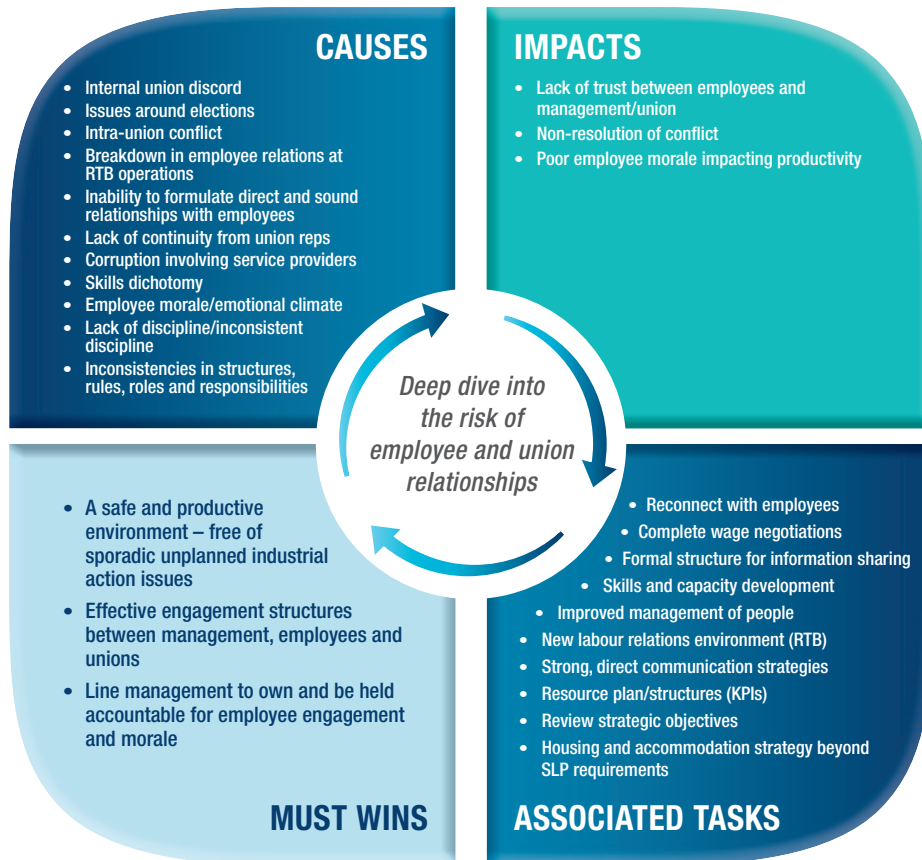 CAUSES
• Internal union discord
• Issues around elections
• Intra-union conflict
• Breakdown in employee relations at
RTB operations
• Inability to formulate direct and sound
relationships with employees
• Lack of continuity from union reps
• Corruption involving service providers
• Skills dichotomy
• Employee morale/emotional climate
• Lack of discipline/inconsistent
discipline
• Inconsistencies in structures,
rules, roles and responsibilities
IMPACTS
• Lack of trust between employees and
management/union
• Non-resolution of conflict
• Poor employee morale impacting productivity
Deep dive into
the risk of
employee and union
relationships
• A safe and productive
environment – free of
sporadic unplanned industrial
action issues
• Effective engagement structures
between management, employees and
unions
• Line management to own and be held
accountable for employee engagement
and morale
MUST WINS
• Reconnect with employees
• Complete wage negotiations
• Formal structure for information sharing
• Skills and capacity development
• Improved management of people
• New labour relations environment (RTB)
• Strong, direct communication strategies
• Resource plan/structures (KPIs)
• Review strategic objectives
• Housing and accommodation strategy beyond
SLP requirements
ASSOCIATED TASKS